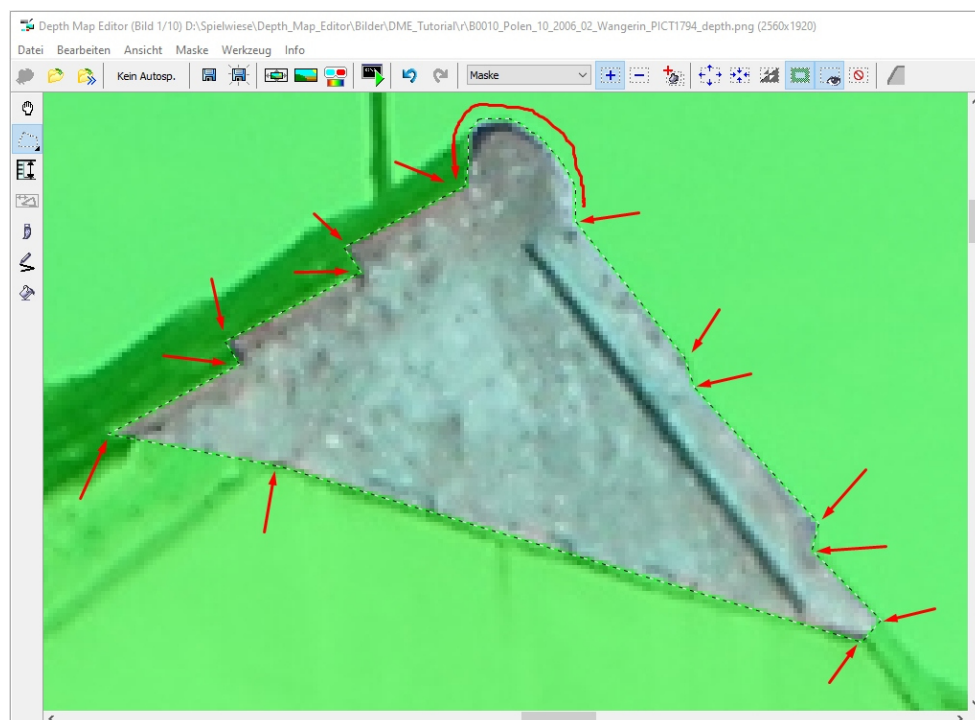 Depth Map Editor (Bild 1/10) D:\Spielwiese\Depth_Map_Editor\Bilder\DME_Tutorial\r\B0010_Polen_10_2006_02_Wangerin_PICT1794_depth.png (2560x1920)
Datei Bearbeiten Ansicht Maske Werkzeug Info
Kein Autosp. Maske